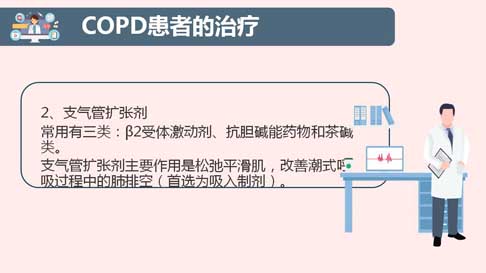 COPD患者的治疗
2、支气管扩张剂
常用有三类：β2受体激动剂、抗胆碱能药物和茶碱
类。
支气管扩张剂主要作用是松弛平滑肌，改善潮式呼
吸过程中的肺排空（首选为吸入制剂）。